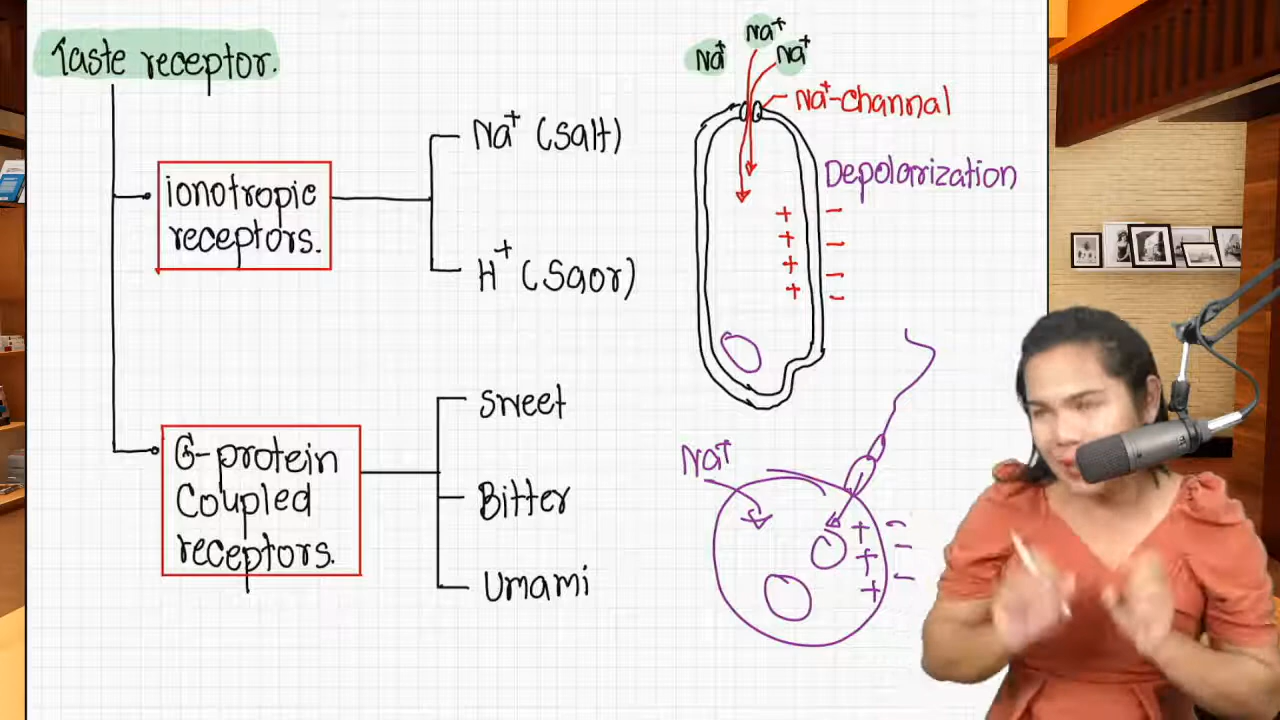 Taste receptor.
ionotropic
receptors.
Na+ (Salt)
H+ (Saor)
G-protein
Coupled
receptors.
Sweet
Bitter
Umami
Na+
Na+
Na+
Na+-channal
Depolarization
+ −
+ −
+ −
+ −
Na+
+ −
+ −
+ −